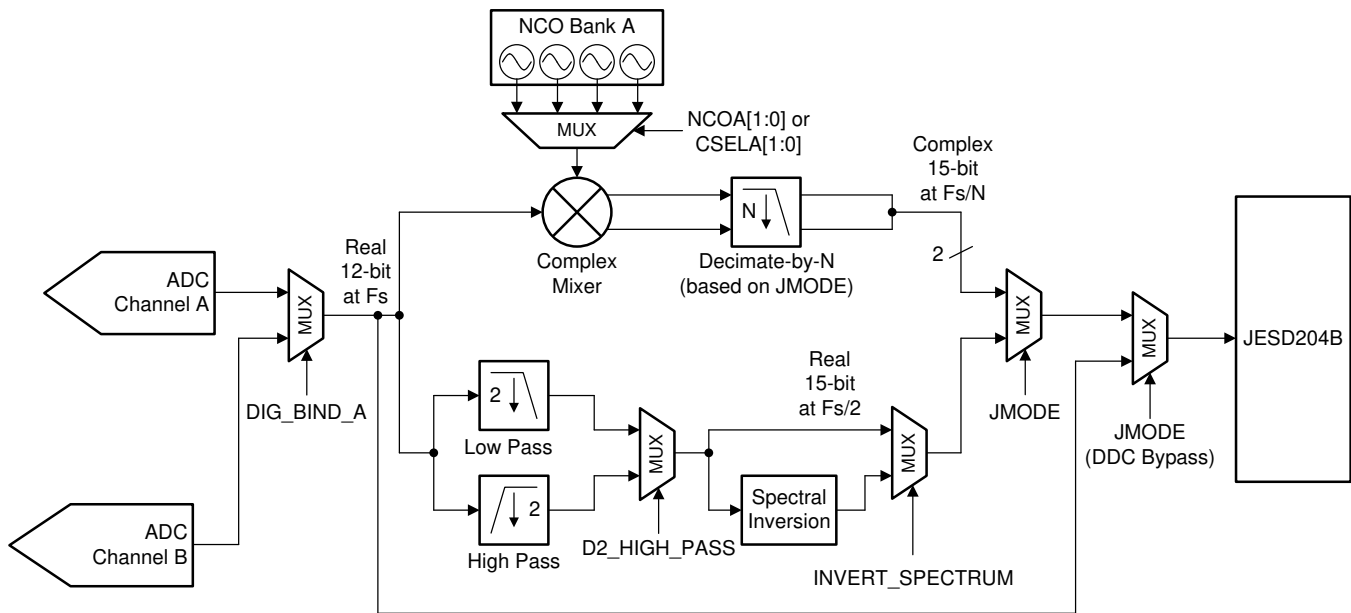 NCO Bank A
MUX
NCOA[1:0] or
CSELA[1:0]
Complex
15-bit
at Fs/N
N
2
Complex
Mixer
Decimate-by-N
(based on JMODE)
Real
12-bit
at Fs
ADC
Channel A
MUX
MUX
MUX
JESD204B
DIG_BIND_A
2
Low Pass
Real
15-bit
at Fs/2
JMODE
JMODE
(DDC Bypass)
MUX
MUX
2
High Pass
Spectral
Inversion
ADC
Channel B
D2_HIGH_PASS
INVERT_SPECTRUM